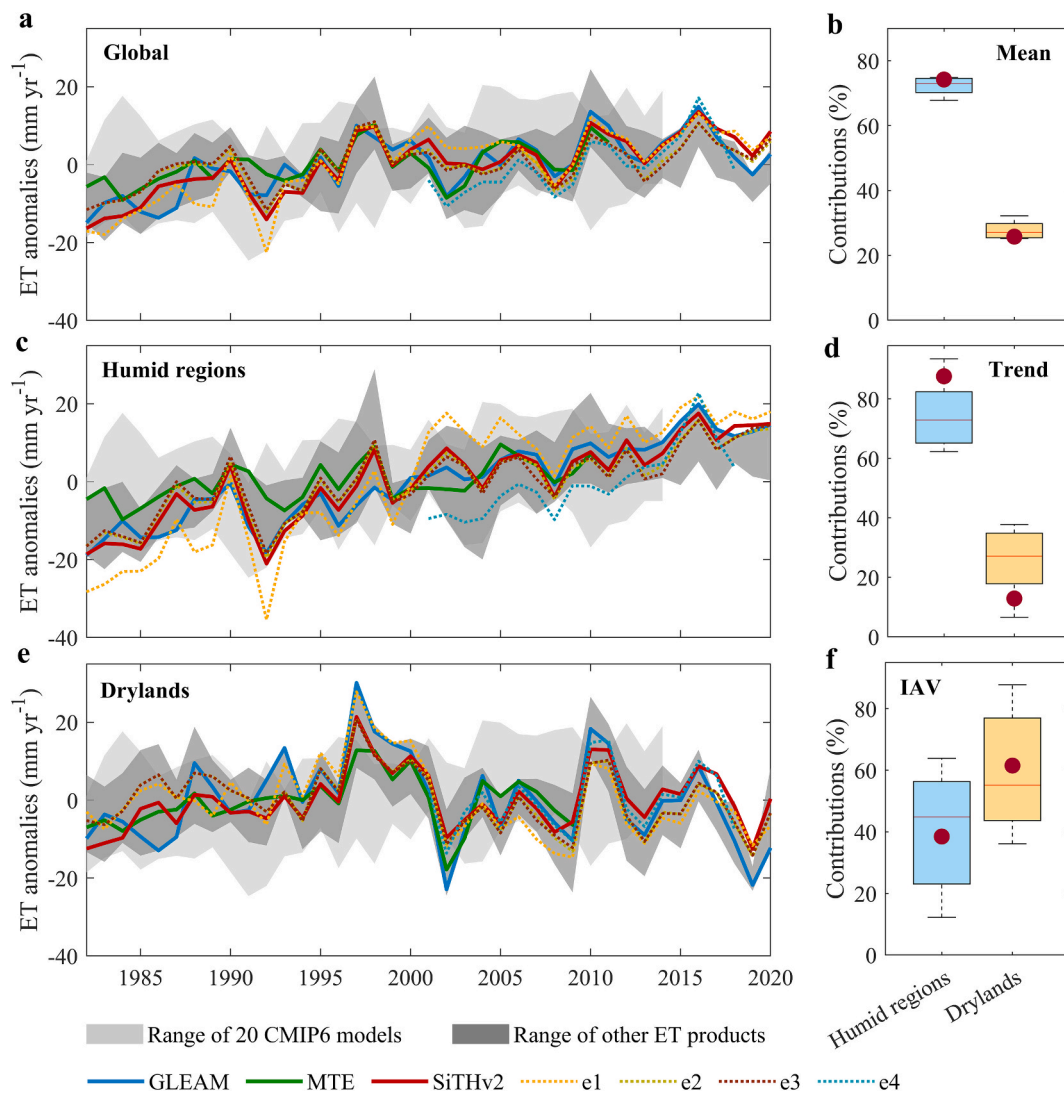 a
Global
ET anomalies (mm yr⁻¹)
20
0
-20
-40
b
Mean
Contributions (%)
80
60
40
20
0
c
Humid regions
ET anomalies (mm yr⁻¹)
20
0
-20
-40
d
Trend
Contributions (%)
80
60
40
20
0
e
Drylands
ET anomalies (mm yr⁻¹)
20
0
-20
-40
1985 1990 1995 2000 2005 2010 2015 2020
f
IAV
Contributions (%)
80
60
40
20
0
Humid regions
Drylands
Range of 20 CMIP6 models Range of other ET products
GLEAM MTE SiTHv2 e1 e2 e3 e4